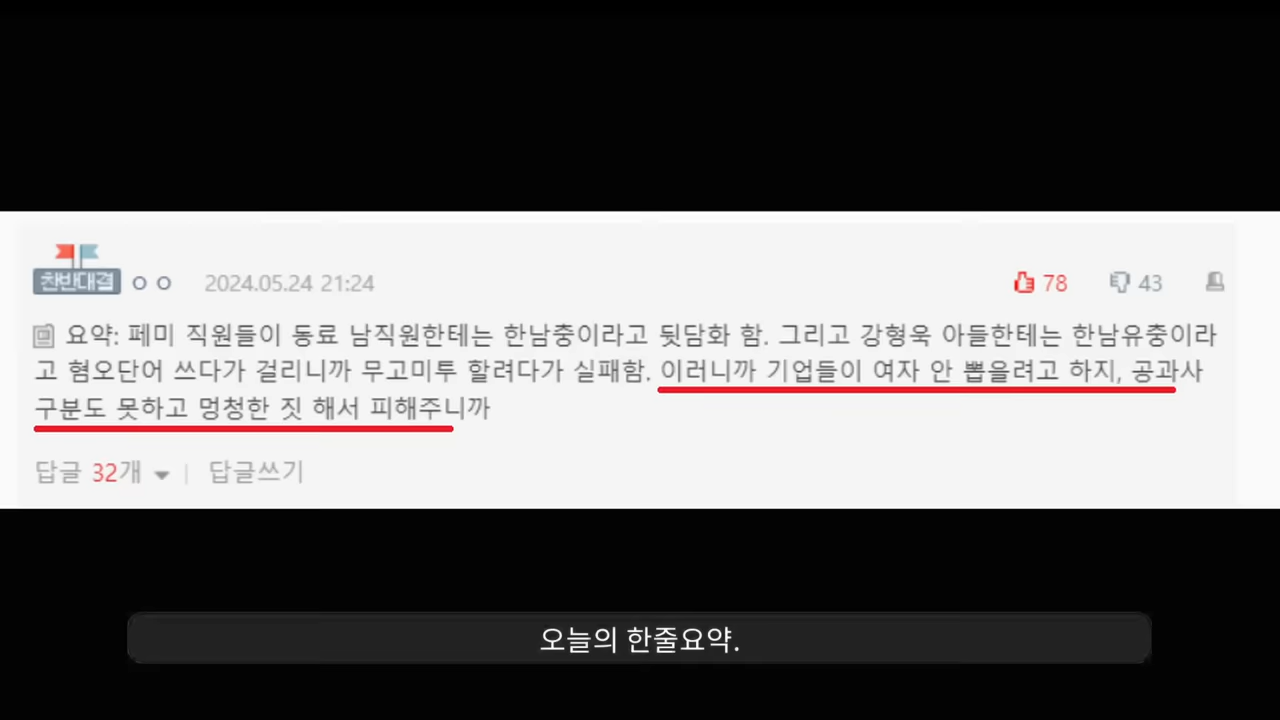 찬반대결 ㅇㅇ 2024.05.24 21:24 78 43
요약: 페미 직원들이 동료 남직원한테는 한남충이라고 뒷담화 함. 그리고 강형욱 아들한테는 한남유충이라
고 혐오단어 쓰다가 걸리니까 무고미투 할려다가 실패함. 이러니까 기업들이 여자 안 뽑을려고 하지, 공과사
구분도 못하고 멍청한 짓 해서 피해주니까
답글 32개 | 답글쓰기
오늘의 한줄요약.